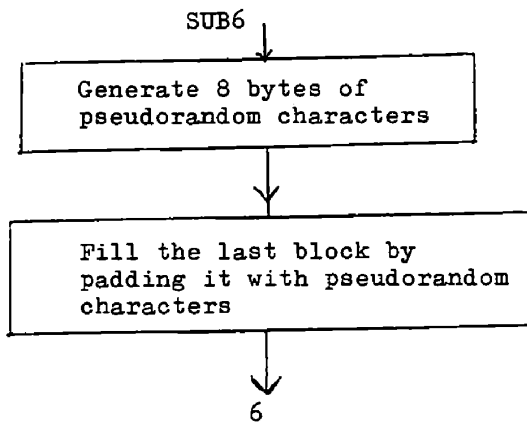 SUB6
Generate 8 bytes of
pseudorandom characters
Fill the last block by
padding it with pseudorandom
characters
6